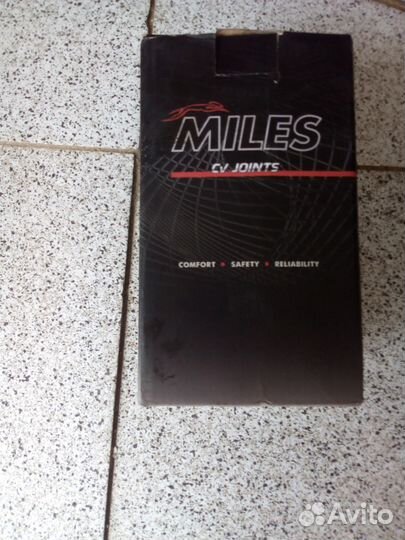 MILES
CV JOINTS
COMFORT • SAFETY • RELIABILITY
Avito